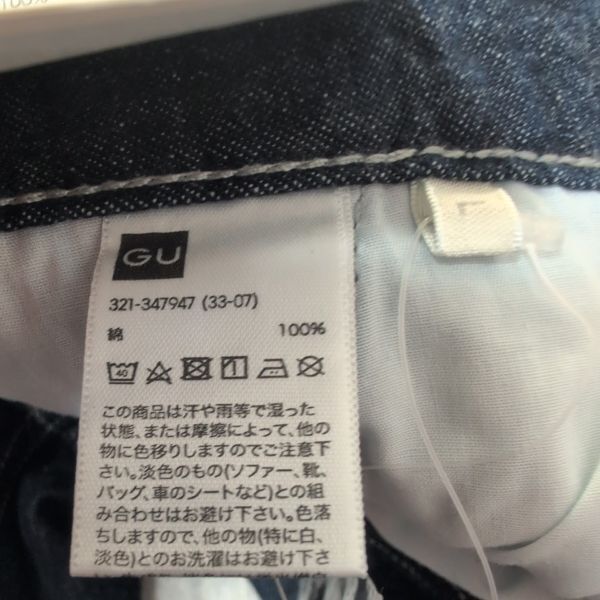 100%
GU
321-347947 (33-07)
綿 100%
40
1
この商品は汗や雨等で湿った
状態、または摩擦によって、他の
物に色移りしますのでご注意下
さい。淡色のもの(ソファー、靴、
バッグ、車のシートなど)との組
み合わせはお避け下さい。色落
ちしますので、他の物(特に白、
淡色)とのお洗濯はお避け下さ
L